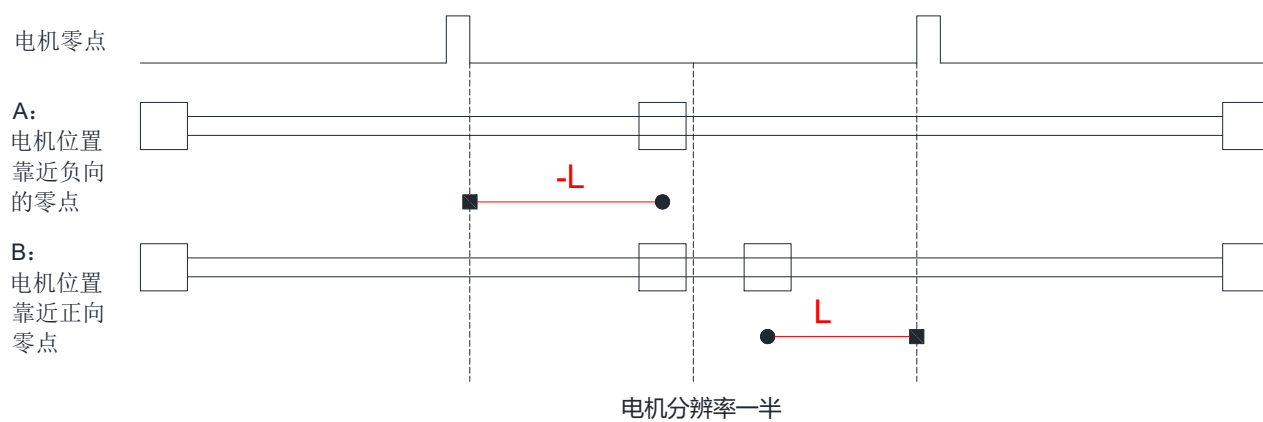 电机零点
A：
电机位置
靠近负向
的零点
-L
B：
电机位置
靠近正向
零点
L
电机分辨率一半